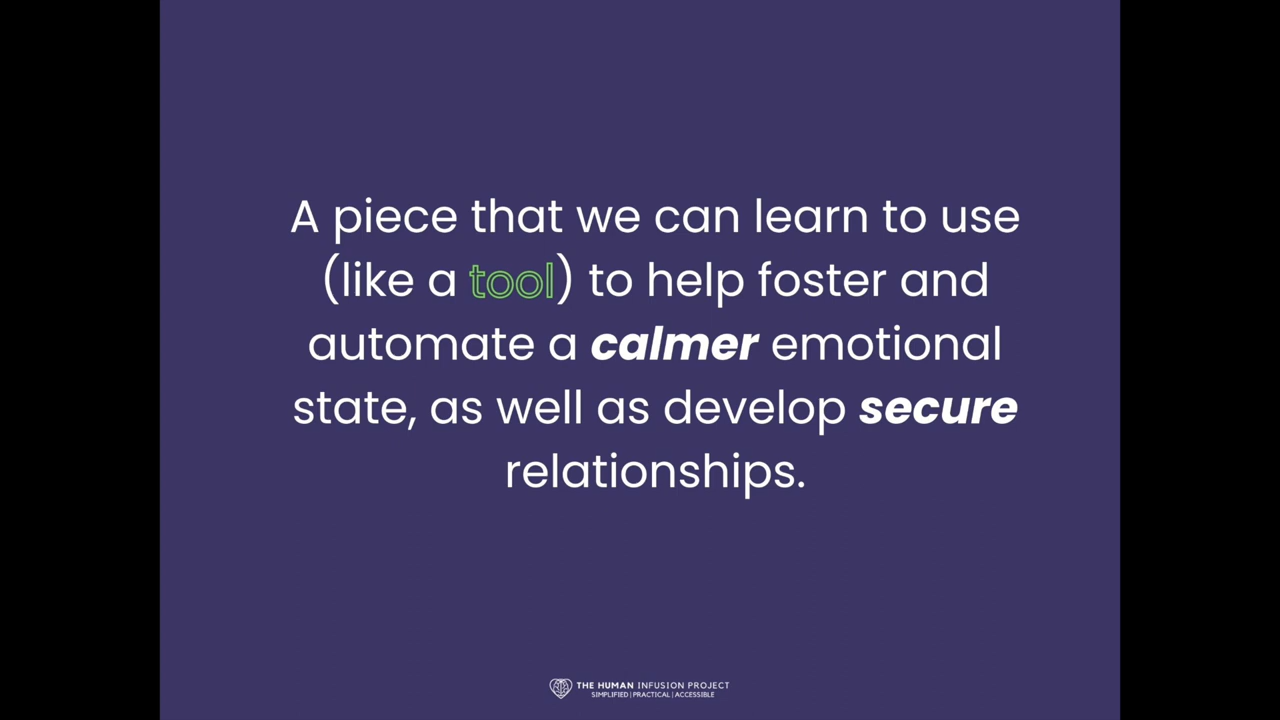 A piece that we can learn to use
(like a tool) to help foster and
automate a calmer emotional
state, as well as develop secure
relationships.
THE HUMAN INFUSION PROJECT
SIMPLIFIED | PRACTICAL | ACCESSIBLE